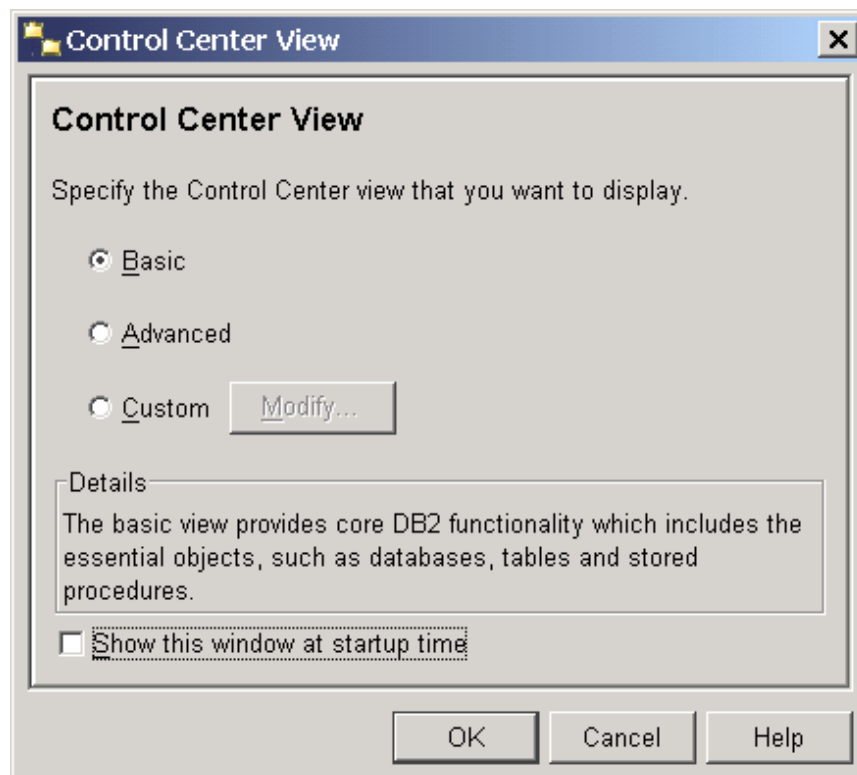 Control Center View
Control Center View
Specify the Control Center view that you want to display.
Basic
Advanced
Custom Modify...
Details
The basic view provides core DB2 functionality which includes the
essential objects, such as databases, tables and stored
procedures.
Show this window at startup time
OK Cancel Help